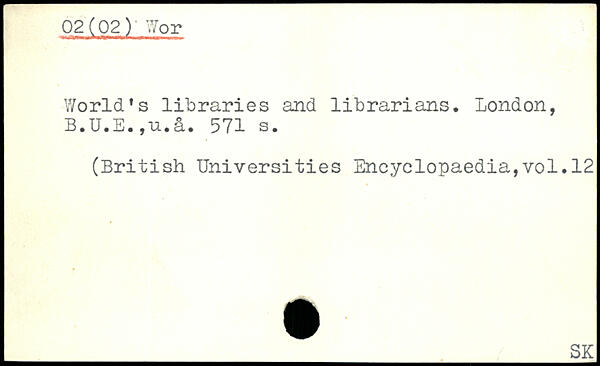 02(02) Wor
World's libraries and librarians. London,
B.U.E.,u.å. 571 s.
(British Universities Encyclopaedia,vol.12
SK